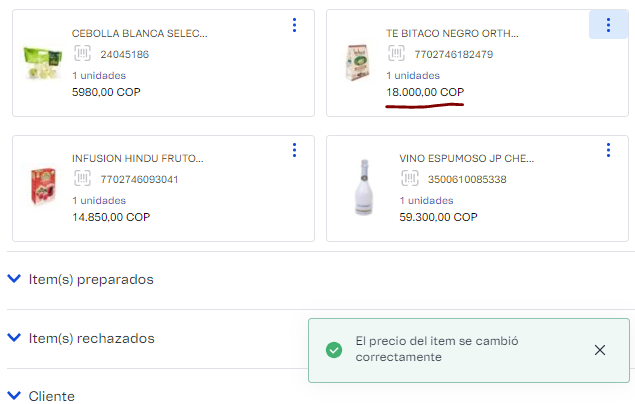 CEBOLLA BLANCA SELEC...
24045186
1 unidades
5980,00 COP
TE BITACO NEGRO ORTH...
7702746182479
1 unidades
18.000,00 COP
INFUSION HINDU FRUTO...
7702746093041
1 unidades
14.850,00 COP
VINO ESPUMOSO JP CHE...
3500610085338
1 unidades
59.300,00 COP
Item(s) preparados
Item(s) rechazados
El precio del item se cambió
correctamente
Cliente